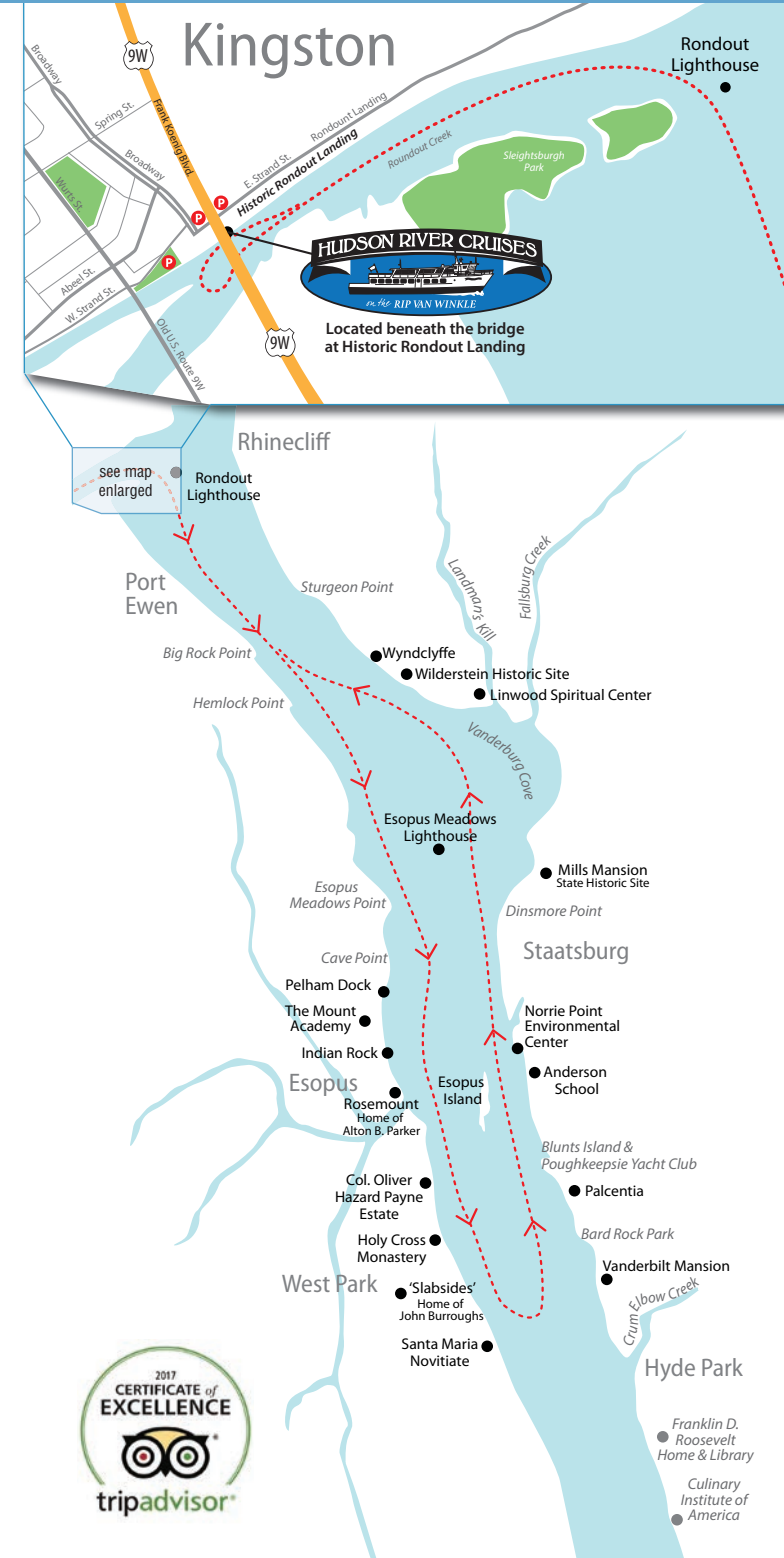 Kingston
9W
Broadway
Spring St.
Broadway
Frank Koenig Blvd.
Wurts St.
Abeel St.
W. Strand St.
Old U.S. Route 9W
P
P
P
E. Strand St.
Rondount Landing
Historic Rondout Landing
Roundout Creek
Sleightsburgh
Park
Rondout
Lighthouse
HUDSON RIVER CRUISES
on the RIP VAN WINKLE
Located beneath the bridge
at Historic Rondout Landing
9W
Rhinecliff
see map
enlarged
Rondout
Lighthouse
Port
Ewen
Sturgeon Point
Landman's Kill
Fallsburg Creek
Big Rock Point
Wyndclyffe
Wilderstein Historic Site
Linwood Spiritual Center
Hemlock Point
Vanderburg Cove
Esopus Meadows
Lighthouse
Mills Mansion
State Historic Site
Esopus
Meadows Point
Dinsmore Point
Cave Point
Staatsburg
Pelham Dock
The Mount
Academy
Norrie Point
Environmental
Center
Indian Rock
Anderson
School
Esopus
Esopus
Island
Rosemount
Home of
Alton B. Parker
Blunts Island &
Poughkeepsie Yacht Club
Col. Oliver
Hazard Payne
Estate
Palcentia
Holy Cross
Monastery
Bard Rock Park
Vanderbilt Mansion
West Park
'Slabsides'
Home of
John Burroughs
Crum Elbow Creek
Santa Maria
Novitiate
Hyde Park
2017
CERTIFICATE of
EXCELLENCE
tripadvisor®
Franklin D.
Roosevelt
Home & Library
Culinary
Institute of
America